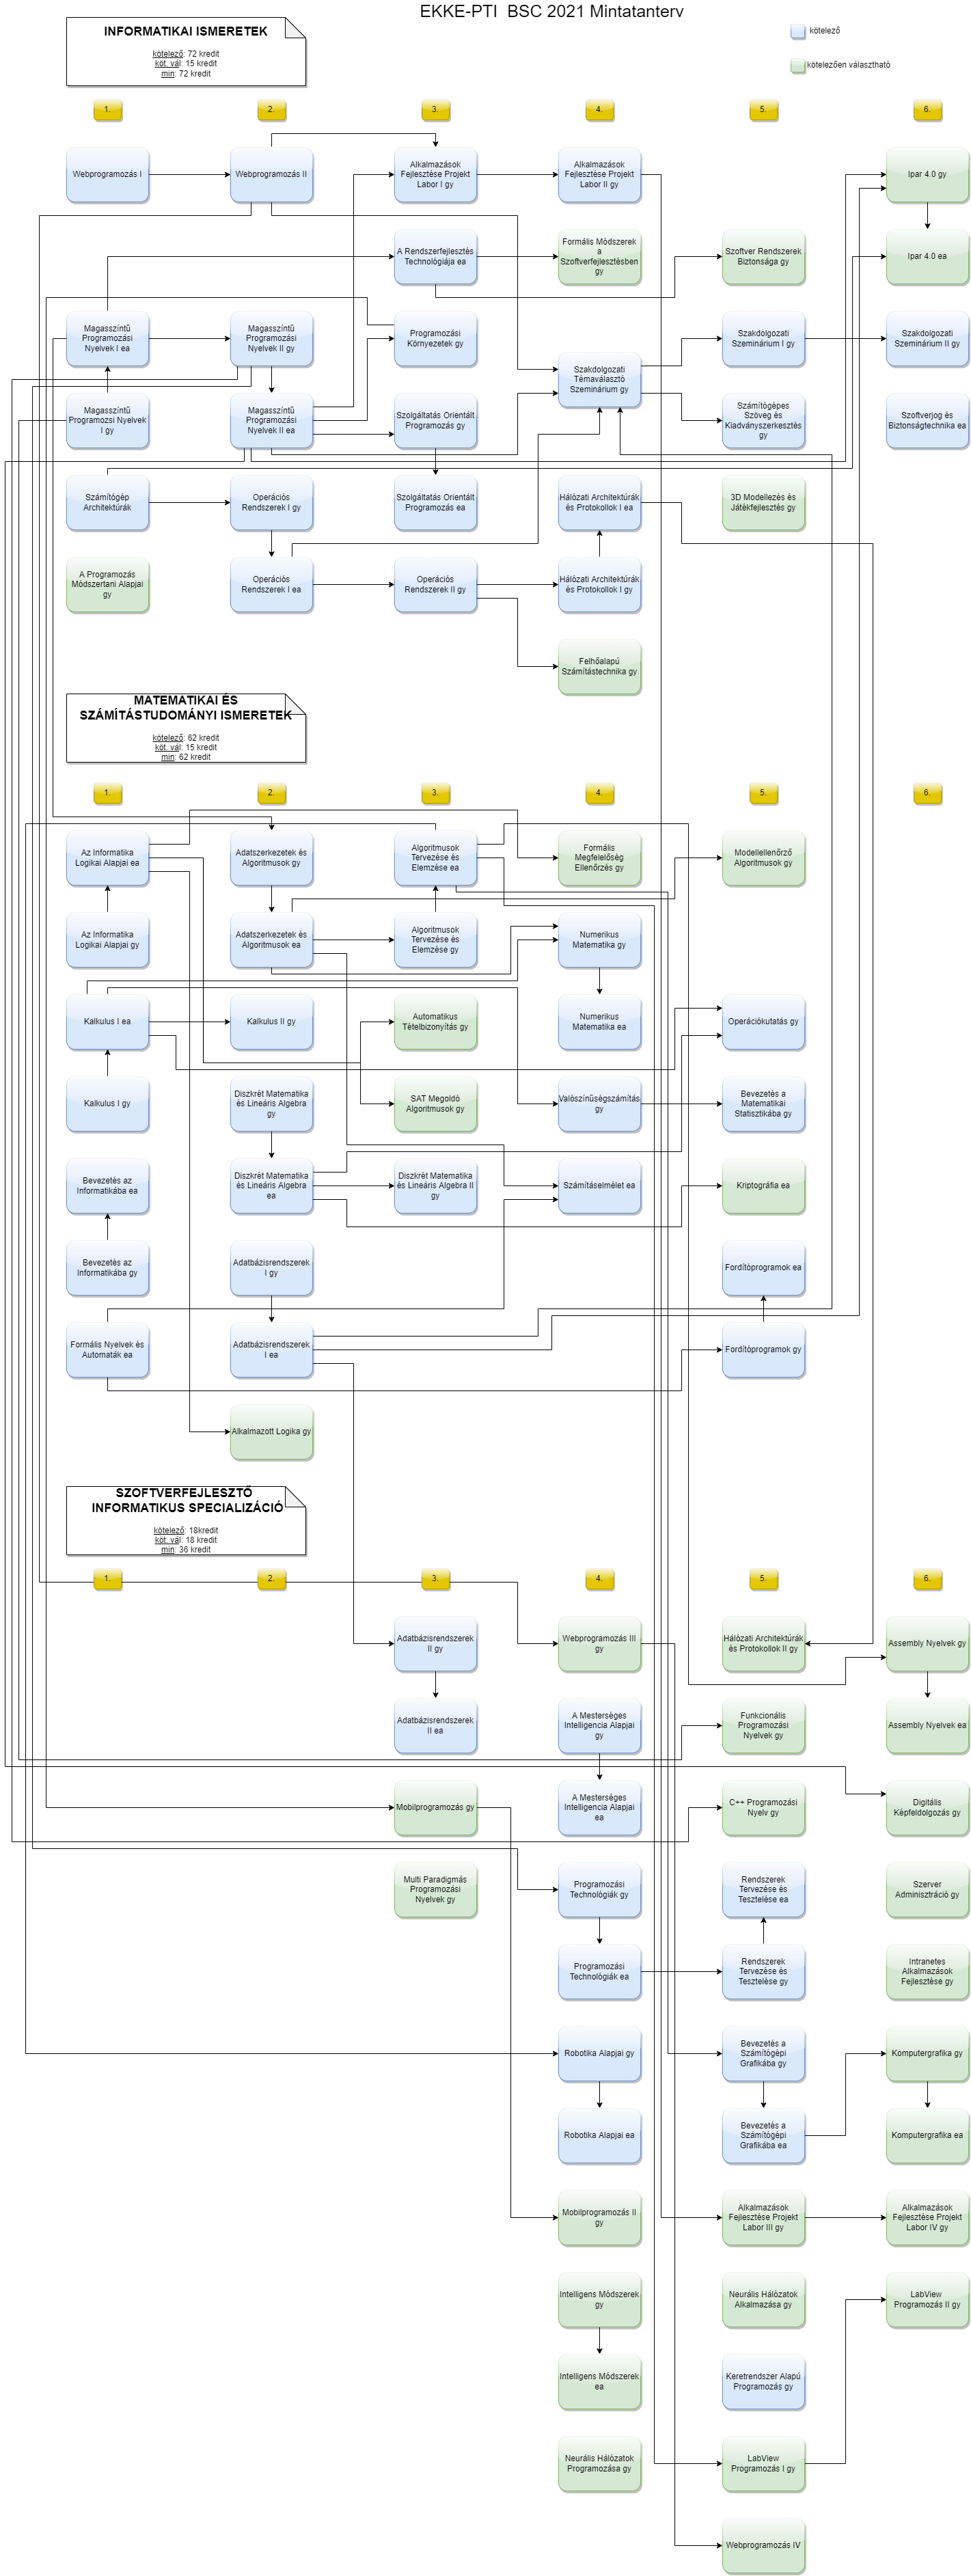 EKKE-PTI BSC 2021 Mintatanterv
INFORMATIKAI ISMERETEK
kötelező: 72 kredit
köt. vál: 15 kredit
min: 72 kredit
kötelező
kötelezően választható
1.
2.
3.
4.
5.
6.
Webprogramozás I
Webprogramozás II
Alkalmazások
Fejlesztése Projekt
Labor I gy
Alkalmazások
Fejlesztése Projekt
Labor II gy
Ipar 4.0 gy
A Rendszerfejlesztés
Technológiája ea
Formális Módszerek
a
Szoftverfejlesztésben
gy
Szoftver Rendszerek
Biztonsága gy
Ipar 4.0 ea
Magasszintű
Programozási
Nyelvek I ea
Magasszintű
Programozási
Nyelvek II gy
Programozási
Környezetek gy
Szakdolgozati
Témaválasztó
Szeminárium gy
Szakdolgozati
Szeminárium I gy
Szakdolgozati
Szeminárium II gy
Magasszintű
Programozsi Nyelvek
I gy
Magasszintű
Programozási
Nyelvek II ea
Szolgáltatás Orientált
Programozás gy
Számítógépes
Szöveg és
Kiadványszerkesztés
gy
Szoftverjog és
Biztonságtechnika ea
Számítógép
Architektúrák
Operációs
Rendszerek I gy
Szolgáltatás Orientált
Programozás ea
Hálózati Architektúrák
és Protokollok I ea
3D Modellezés és
Játékfejlesztés gy
A Programozás
Módszertani Alapjai
gy
Operációs
Rendszerek I ea
Operációs
Rendszerek II gy
Hálózati Architektúrák
és Protokollok I gy
Felhőalapú
Számítástechnika gy
MATEMATIKAI ÉS
SZÁMÍTÁSTUDOMÁNYI ISMERETEK
kötelező: 62 kredit
köt. vál: 15 kredit
min: 62 kredit
1.
2.
3.
4.
5.
6.
Az Informatika
Logikai Alapjai ea
Adatszerkezetek és
Algoritmusok gy
Algoritmusok
Tervezése és
Elemzése ea
Formális
Megfelelőség
Ellenőrzés gy
Modellellenőrző
Algoritmusok gy
Az Informatika
Logikai Alapjai gy
Adatszerkezetek és
Algoritmusok ea
Algoritmusok
Tervezése és
Elemzése gy
Numerikus
Matematika gy
Kalkulus I ea
Kalkulus II gy
Automatikus
Tételbizonyítás gy
Numerikus
Matematika ea
Operációkutatás gy
Kalkulus I gy
Diszkrét Matematika
és Lineáris Algebra
gy
SAT Megoldó
Algoritmusok gy
Valószínűségszámítás
gy
Bevezetés a
Matematikai
Statisztikába gy
Bevezetés az
Informatikába ea
Diszkrét Matematika
és Lineáris Algebra
ea
Diszkrét Matematika
és Lineáris Algebra II
gy
Számításelmélet ea
Kriptográfia ea
Bevezetés az
Informatikába gy
Adatbázisrendszerek
I gy
Fordítóprogramok ea
Formális Nyelvek és
Automaták ea
Adatbázisrendszerek
I ea
Fordítóprogramok gy
Alkalmazott Logika gy
SZOFTVERFEJLESZTŐ
INFORMATIKUS SPECIALIZÁCIÓ
kötelező: 18kredit
köt. vál: 18 kredit
min: 36 kredit
1.
2.
3.
4.
5.
6.
Adatbázisrendszerek
II gy
Webprogramozás III
gy
Hálózati Architektúrák
és Protokollok II gy
Assembly Nyelvek gy
Adatbázisrendszerek
II ea
A Mesterséges
Intelligencia Alapjai
gy
Funkcionális
Programozási
Nyelvek gy
Assembly Nyelvek ea
Mobilprogramozás gy
A Mesterséges
Intelligencia Alapjai
ea
C++ Programozási
Nyelv gy
Digitális
Képfeldolgozás gy
Multi Paradigmás
Programozási
Nyelvek gy
Programozási
Technológiák gy
Rendszerek
Tervezése és
Tesztelése ea
Szerver
Adminisztráció gy
Programozási
Technológiák ea
Rendszerek
Tervezése és
Tesztelése gy
Intranetes
Alkalmazások
Fejlesztése gy
Robotika Alapjai gy
Bevezetés a
Számítógépi
Grafikába gy
Komputergrafika gy
Robotika Alapjai ea
Bevezetés a
Számítógépi
Grafikába ea
Komputergrafika ea
Mobilprogramozás II
gy
Alkalmazások
Fejlesztése Projekt
Labor III gy
Alkalmazások
Fejlesztése Projekt
Labor IV gy
Intelligens Módszerek
gy
Neurális Hálózatok
Alkalmazása gy
LabView
Programozás II gy
Intelligens Módszerek
ea
Keretrendszer Alapú
Programozás gy
Neurális Hálózatok
Programozása gy
LabView
Programozás I gy
Webprogramozás IV